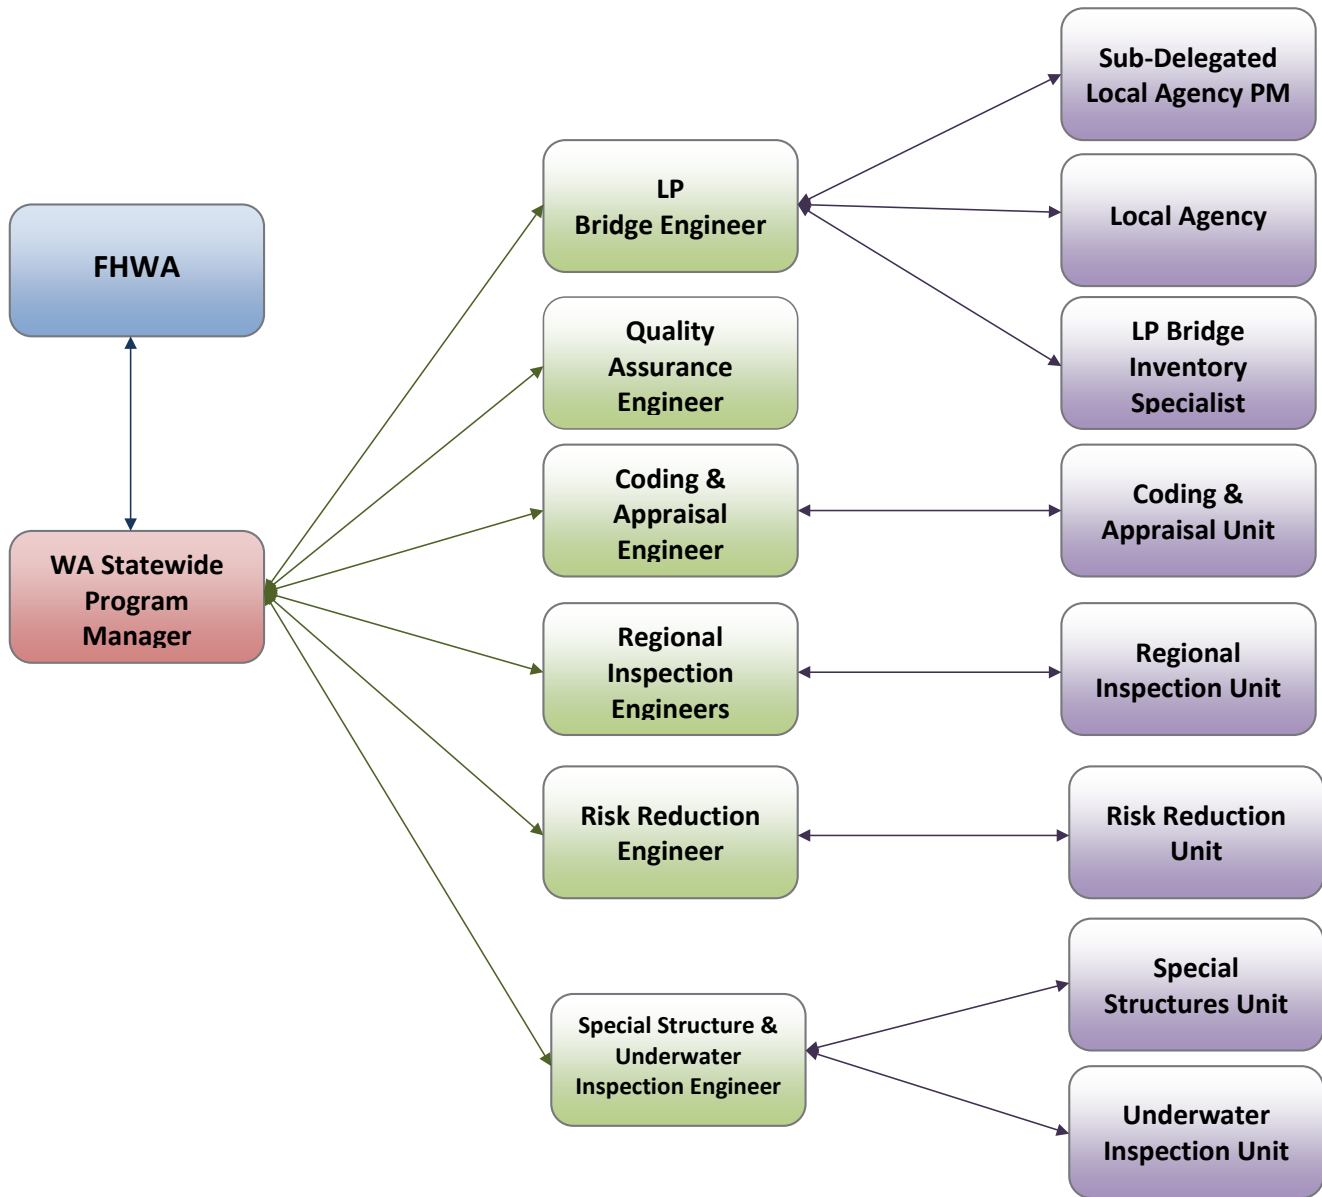 FHWA
WA Statewide
Program
Manager
LP
Bridge Engineer
Quality
Assurance
Engineer
Coding &
Appraisal
Engineer
Regional
Inspection
Engineers
Risk Reduction
Engineer
Special Structure &
Underwater
Inspection Engineer
Sub-Delegated
Local Agency PM
Local Agency
LP Bridge
Inventory
Specialist
Coding &
Appraisal Unit
Regional
Inspection Unit
Risk Reduction
Unit
Special
Structures Unit
Underwater
Inspection Unit